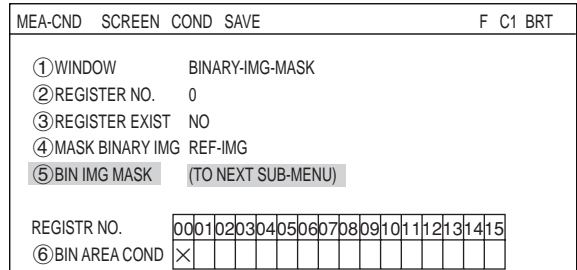 MEA-CND SCREEN COND SAVE F C1 BRT
①WINDOW BINARY-IMG-MASK
②REGISTER NO. 0
③REGISTER EXIST NO
④MASK BINARY IMG REF-IMG
⑤BIN IMG MASK (TO NEXT SUB-MENU)
REGISTR NO. 00 01 02 03 04 05 06 07 08 09 10 11 12 13 14 15
⑥BIN AREA COND ×